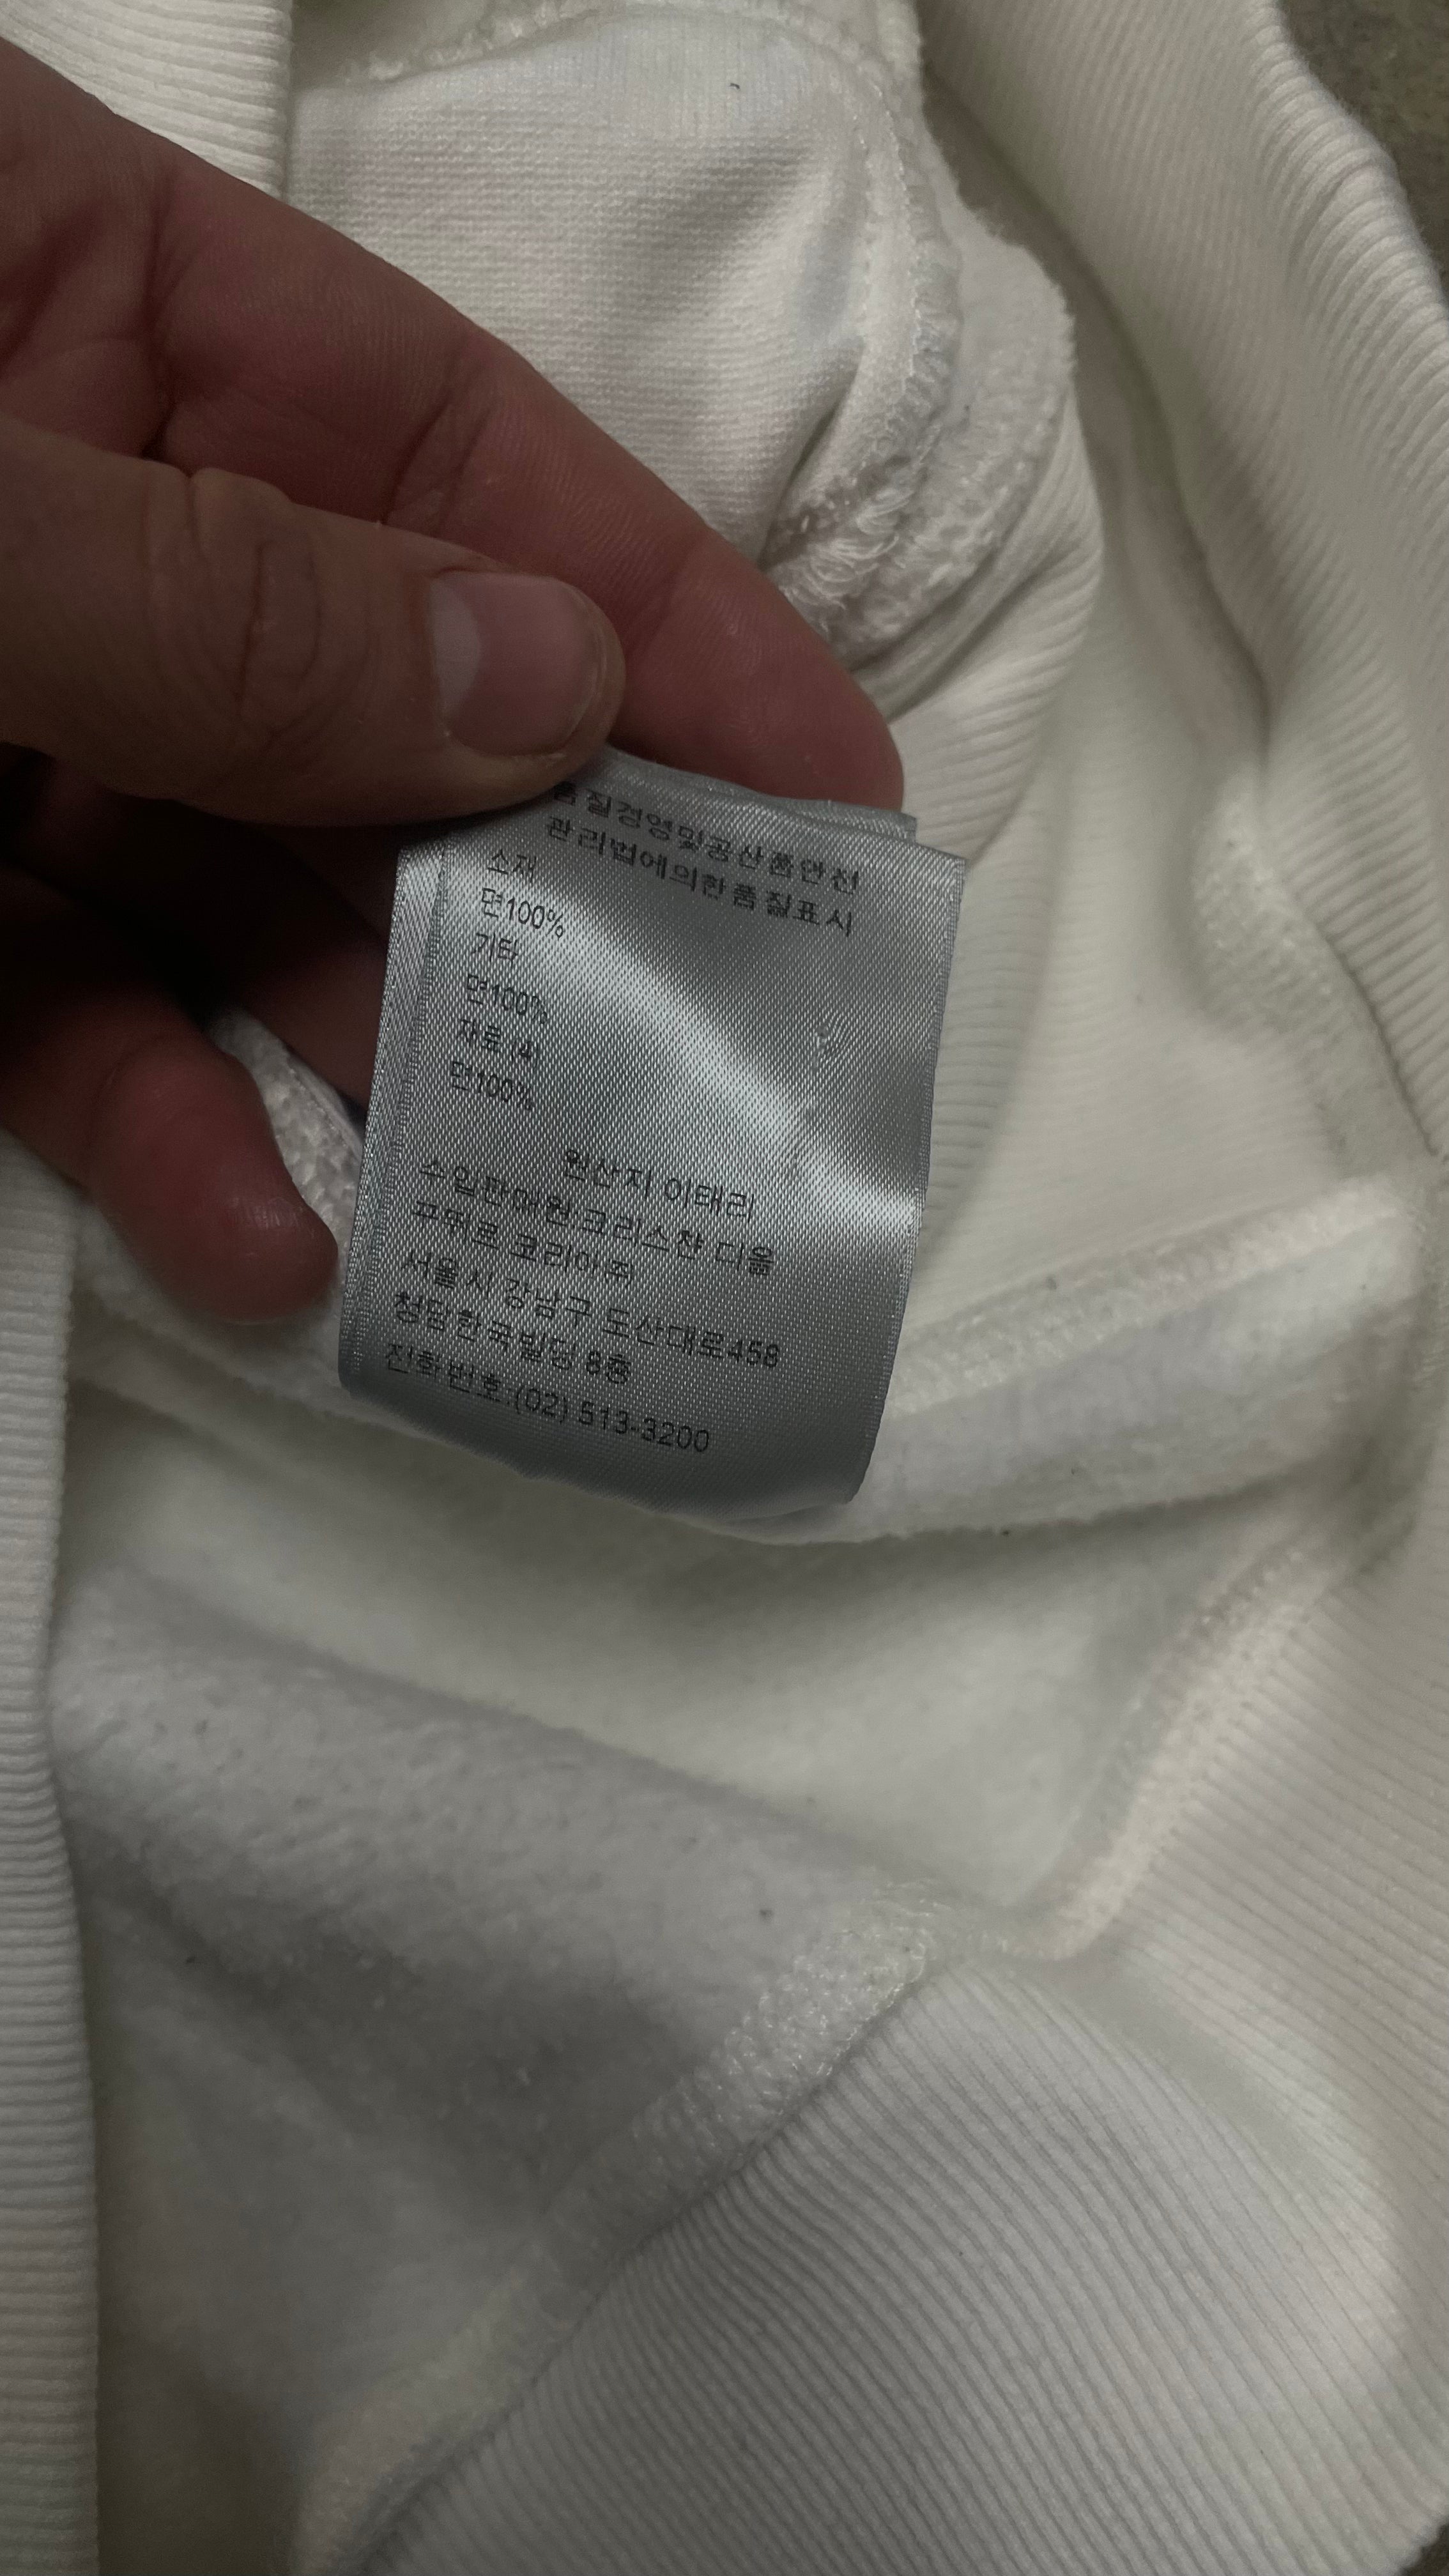 품질경영및공산품안전
관리법에의한품질표시
소재
면100%
기타
면100%
재료 (4)
면100%
원산지 이태리
소입판매원:크리스챤 디올
꾸뛰르 코리아㈜
서울시 강남구 도산대로458
청담한국빌딩 8층
전화번호:(02) 513-3200